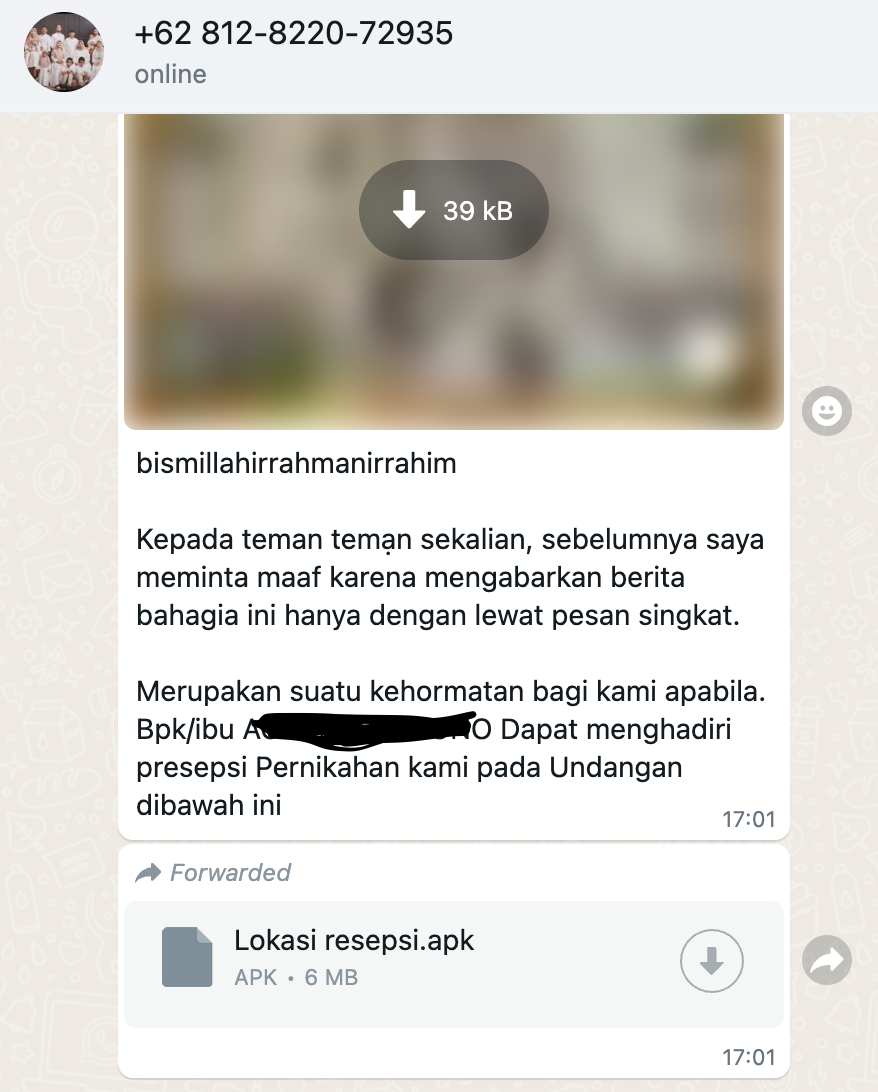 +62 812-8220-72935
online
39 kB
bismillahirrahmanirrahim
Kepada teman temạn sekalian, sebelumnya saya
meminta maaf karena mengabarkan berita
bahagia ini hanya dengan lewat pesan singkat.
Merupakan suatu kehormatan bagi kami apabila.
Bpk/ibu Dapat menghadiri
presepsi Pernikahan kami pada Undangan
dibawah ini
17:01
Forwarded
Lokasi resepsi.apk
APK • 6 MB
17:01